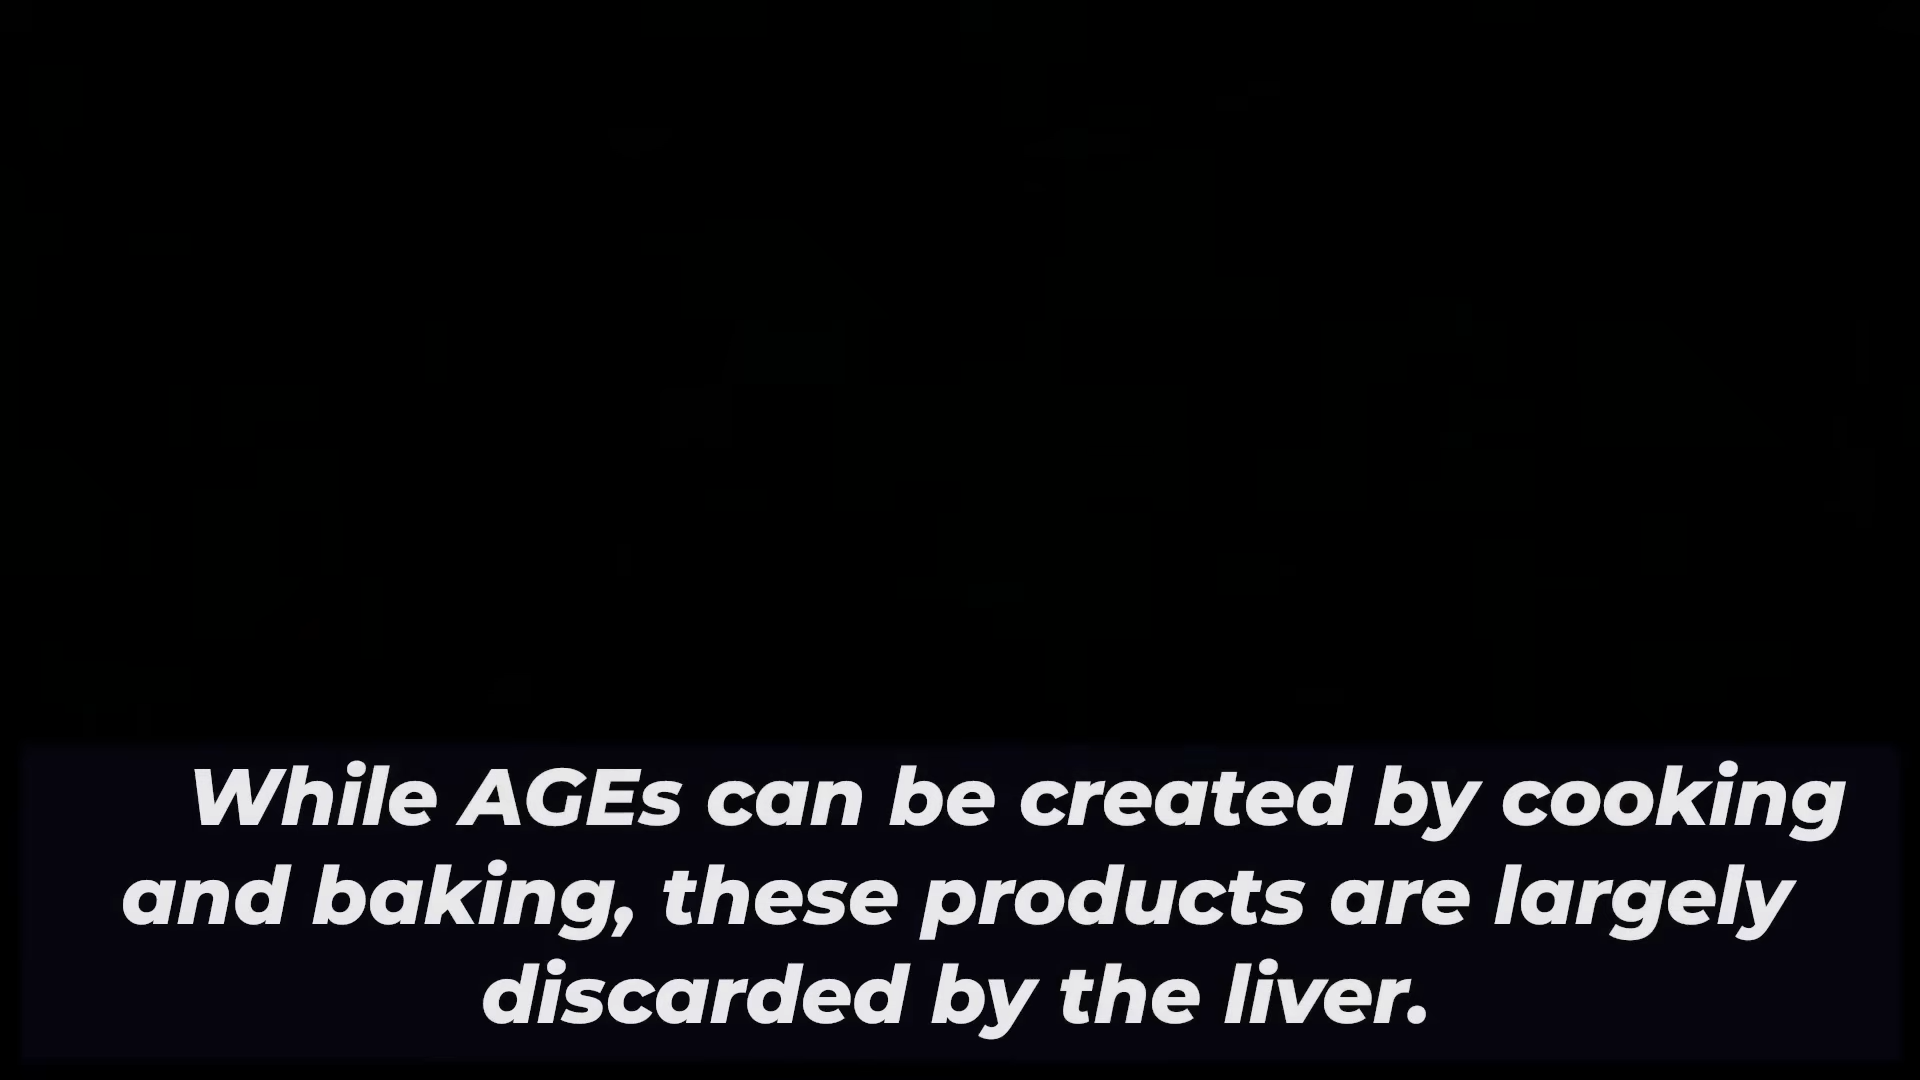 While AGEs can be created by cooking
and baking, these products are largely
discarded by the liver.